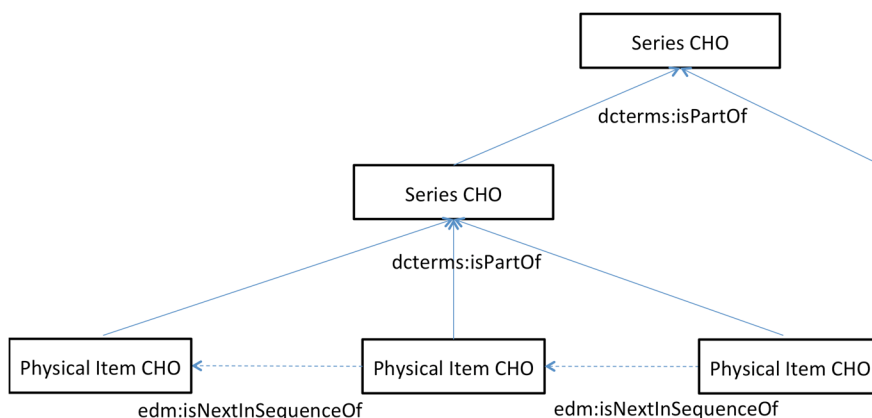 Series CHO
dcterms:isPartOf
Series CHO
dcterms:isPartOf
Physical Item CHO
Physical Item CHO
Physical Item CHO
edm:isNextInSequenceOf
edm:isNextInSequenceOf